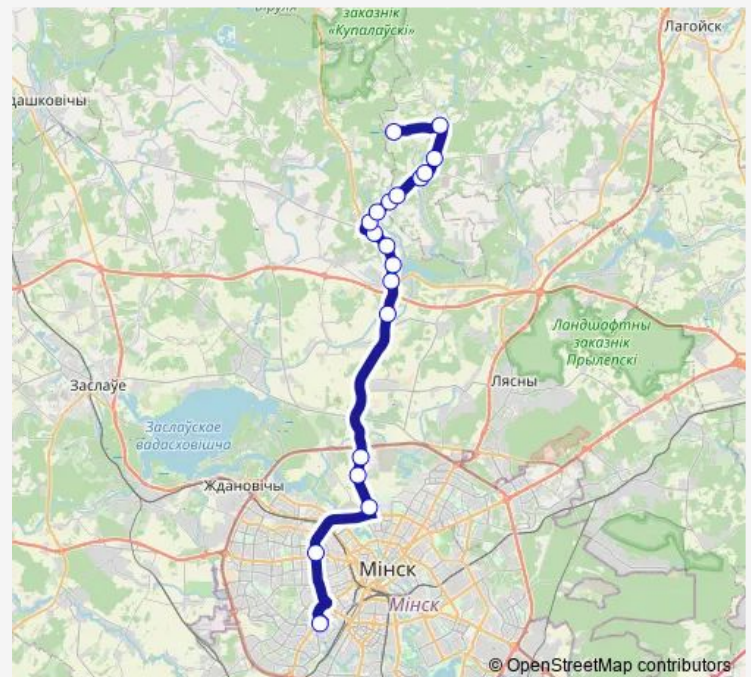 заказнік
«Купалаўскі»
Лагойск
дашковічы
Ландшафтны
заказнік
Прылепскі
Лясны
Заслаўе
Заслаўскае
вадасховішча
Ждановічы
Мінск
Мінск
© OpenStreetMap contributors